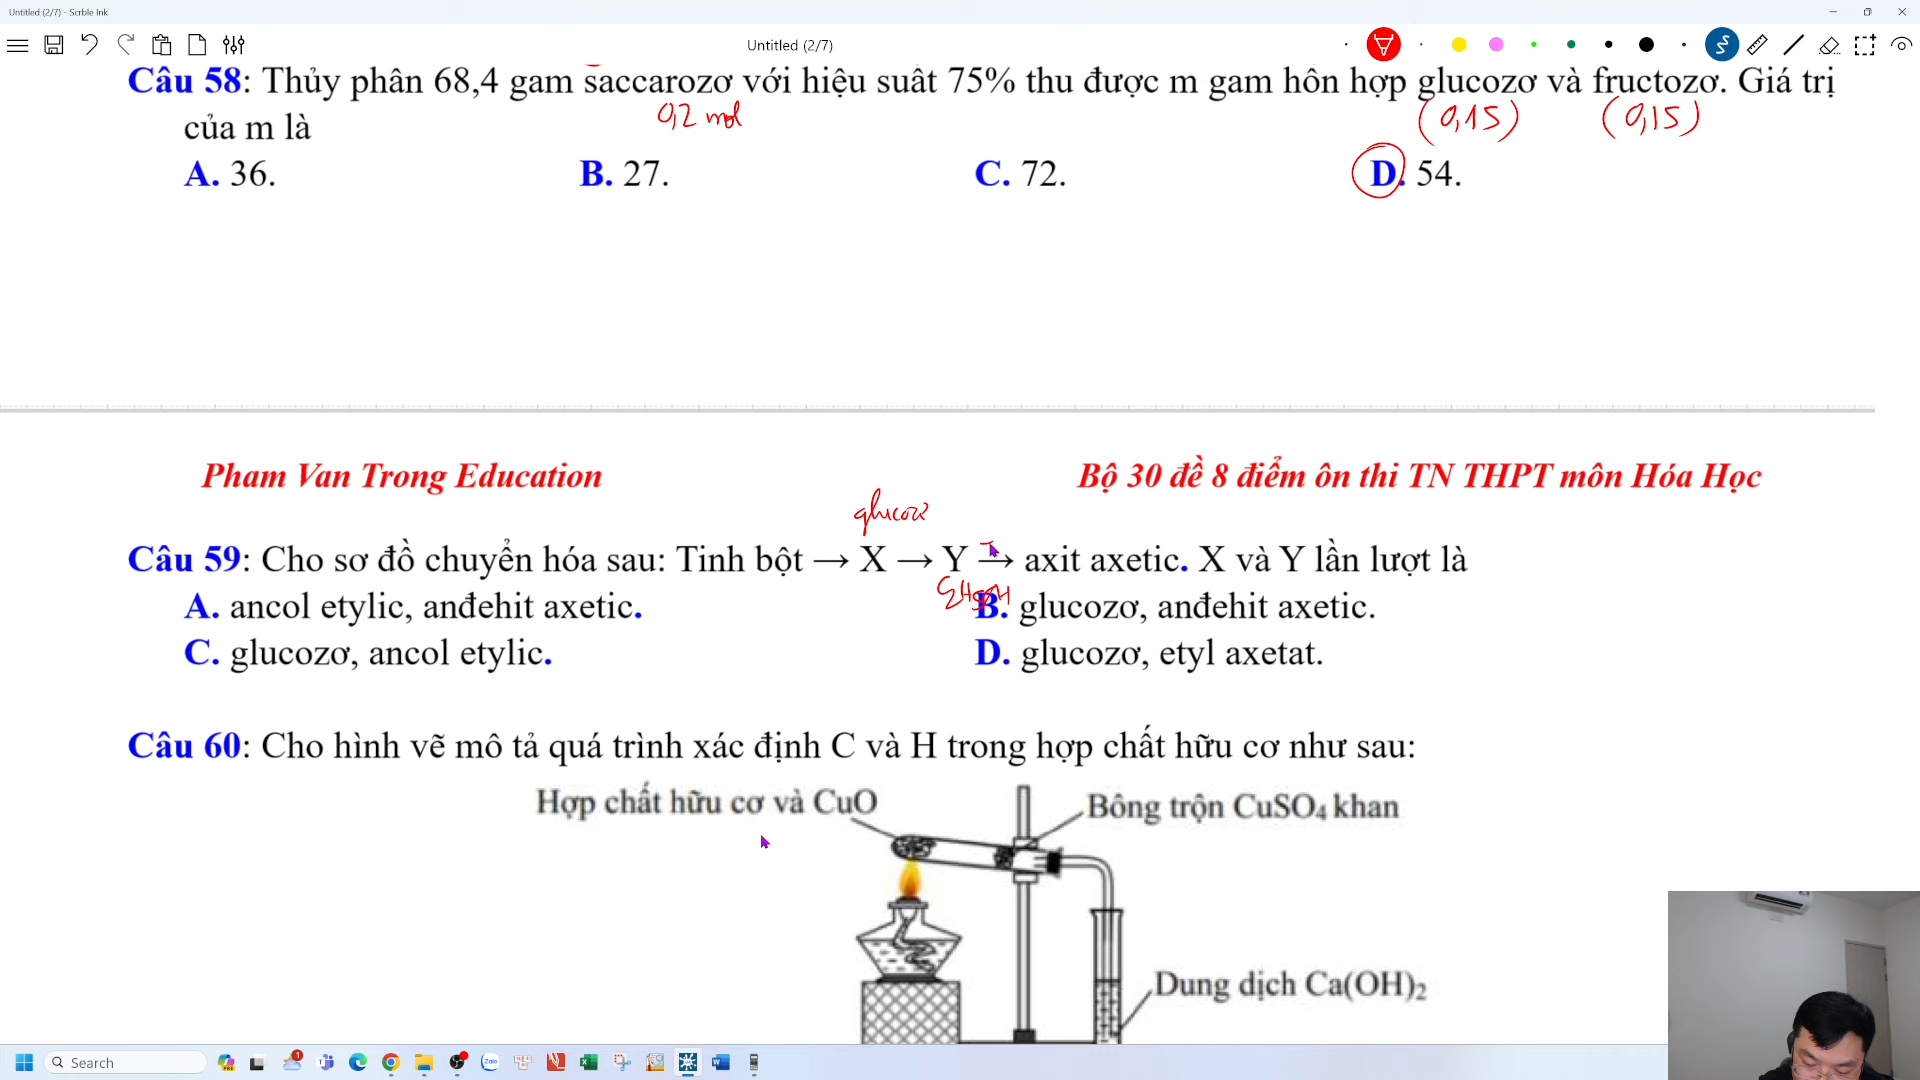 Untitled (2/7) - Scrble Ink
Untitled (2/7)
Câu 58: Thủy phân 68,4 gam saccarozơ với hiệu suất 75% thu được m gam hỗn hợp glucozơ và fructozơ. Giá trị
0,2 mol (0,15) (0,15)
của m là
A. 36. B. 27. C. 72. D. 54.
Pham Van Trong Education Bộ 30 đề 8 điểm ôn thi TN THPT môn Hóa Học
glucozơ
Câu 59: Cho sơ đồ chuyển hóa sau: Tinh bột → X → Y → axit axetic. X và Y lần lượt là
C2H5OH
A. ancol etylic, anđehit axetic. B. glucozơ, anđehit axetic.
C. glucozơ, ancol etylic. D. glucozơ, etyl axetat.
Câu 60: Cho hình vẽ mô tả quá trình xác định C và H trong hợp chất hữu cơ như sau:
Hợp chất hữu cơ và CuO Bông trộn CuSO4 khan
Dung dịch Ca(OH)2
Search